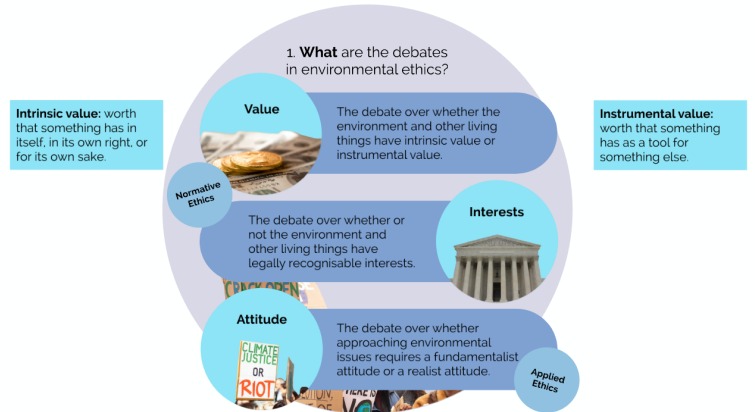 1. What are the debates
in environmental ethics?
Value
The debate over whether the
environment and other living
things have intrinsic value or
instrumental value.
Intrinsic value: worth
that something has in
itself, in its own right, or
for its own sake.
Instrumental value:
worth that something
has as a tool for
something else.
Normative
Ethics
The debate over whether or
not the environment and
other living things have
legally recognisable interests.
Interests
CRACK OPEN
Attitude
The debate over whether
approaching environmental
issues requires a fundamentalist
attitude or a realist attitude.
CLIMATE
JUSTICE
OR
RIOT
Applied
Ethics